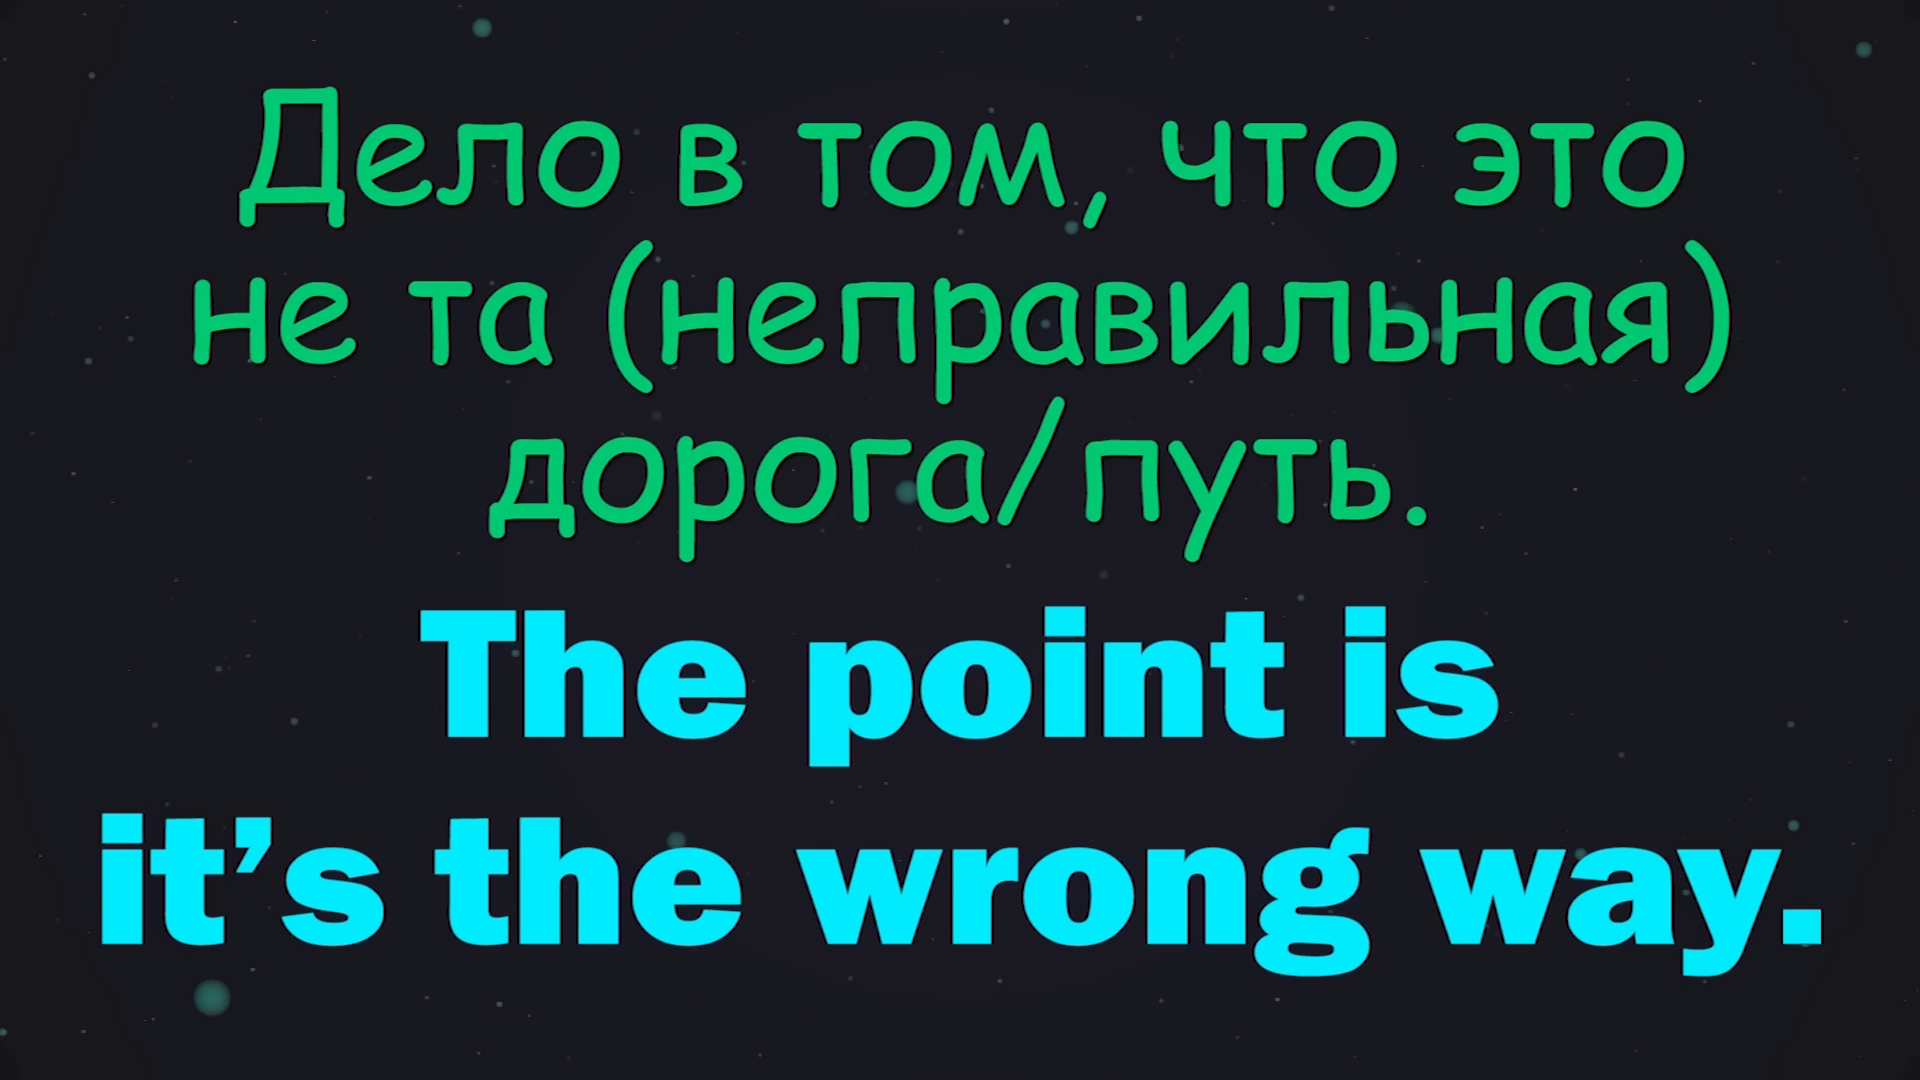 Дело в том, что это
не та (неправильная)
дорога/путь.
The point is
it’s the wrong way.